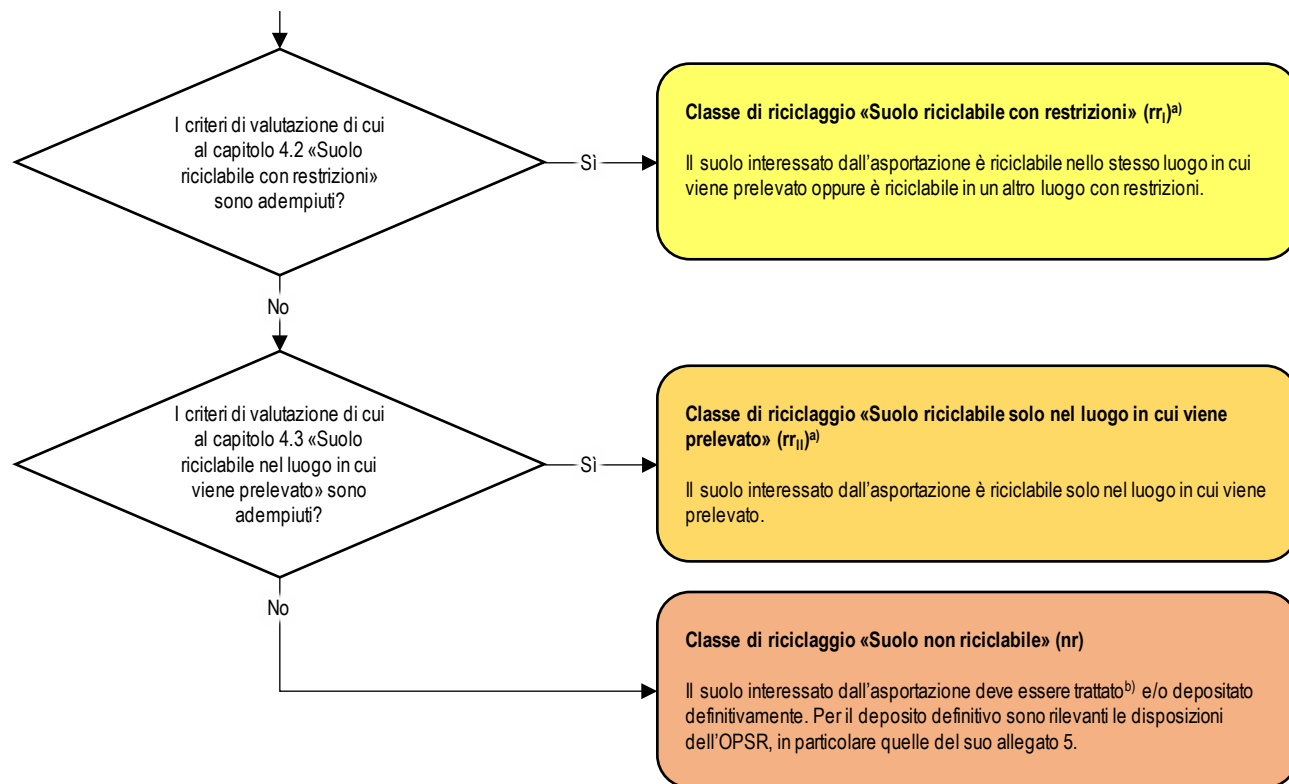 I criteri di valutazione di cui
al capitolo 4.2 «Suolo
riciclabile con restrizioni»
sono adempiuti?
Sì
Classe di riciclaggio «Suolo riciclabile con restrizioni» (rrI)a)
Il suolo interessato dall'asportazione è riciclabile nello stesso luogo in cui
viene prelevato oppure è riciclabile in un altro luogo con restrizioni.
No
I criteri di valutazione di cui
al capitolo 4.3 «Suolo
riciclabile nel luogo in cui
viene prelevato» sono
adempiuti?
Sì
Classe di riciclaggio «Suolo riciclabile solo nel luogo in cui viene
prelevato» (rrII)a)
Il suolo interessato dall'asportazione è riciclabile solo nel luogo in cui viene
prelevato.
No
Classe di riciclaggio «Suolo non riciclabile» (nr)
Il suolo interessato dall'asportazione deve essere trattatob) e/o depositato
definitivamente. Per il deposito definitivo sono rilevanti le disposizioni
dell'OPSR, in particolare quelle del suo allegato 5.